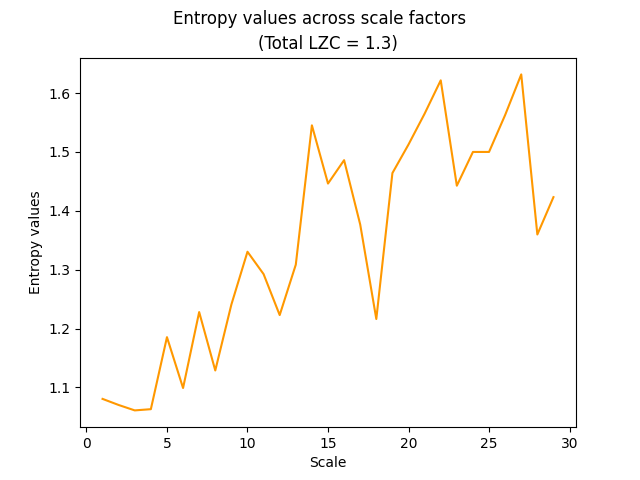 Entropy values across scale factors
(Total LZC = 1.3)
1.6
1.5
1.4
1.3
1.2
1.1
Entropy values
0 5 10 15 20 25 30
Scale